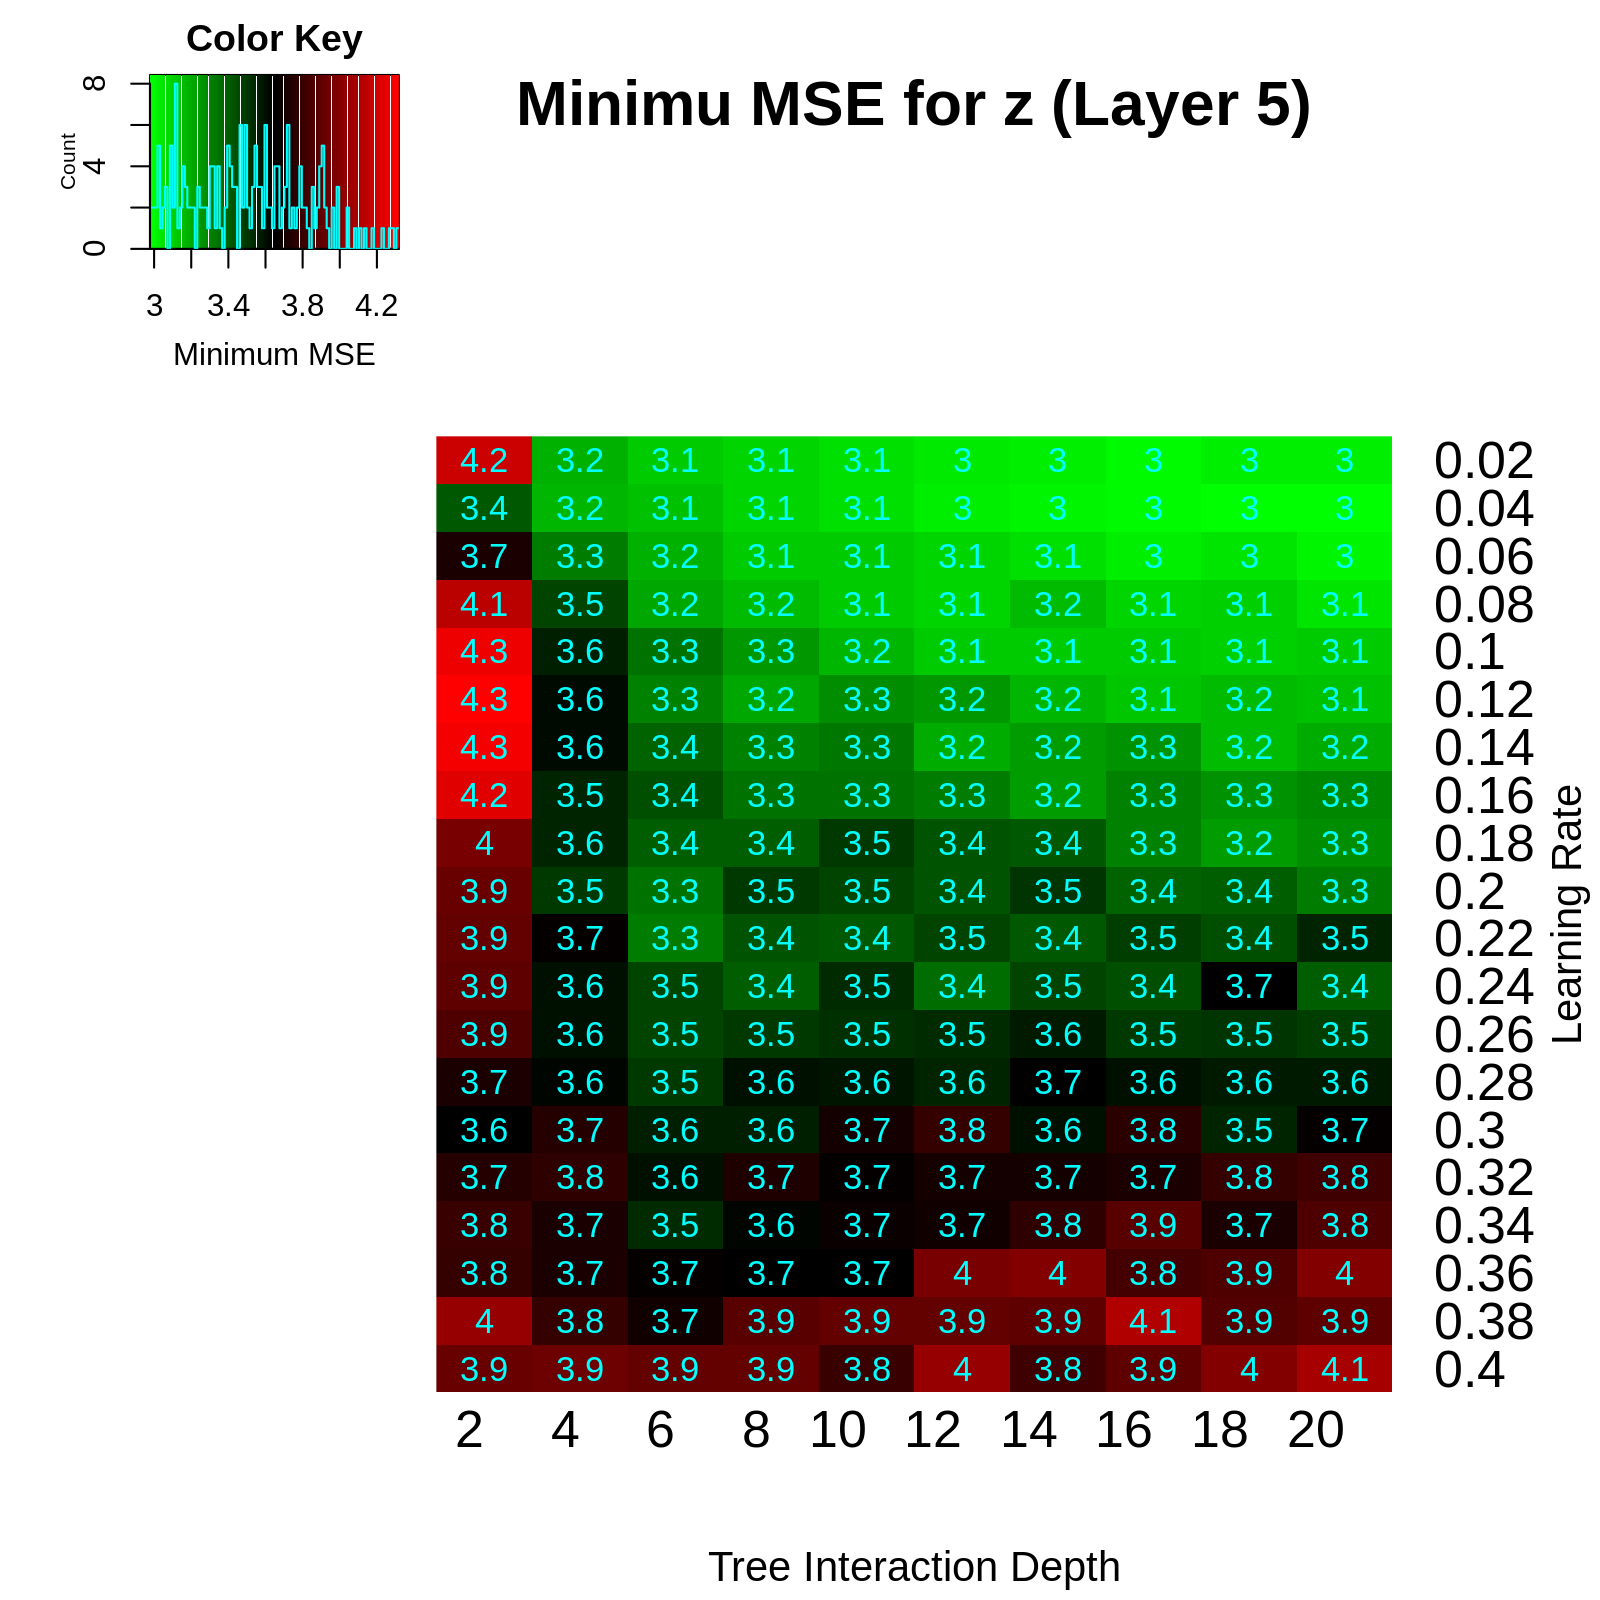 Color Key
Minimu MSE for z (Layer 5)
Count
0 4 8
3 3.4 3.8 4.2
Minimum MSE
4.2 3.2 3.1 3.1 3.1 3 3 3 3 3 0.02
3.4 3.2 3.1 3.1 3.1 3 3 3 3 3 0.04
3.7 3.3 3.2 3.1 3.1 3.1 3.1 3 3 3 0.06
4.1 3.5 3.2 3.2 3.1 3.1 3.2 3.1 3.1 3.1 0.08
4.3 3.6 3.3 3.3 3.2 3.1 3.1 3.1 3.1 3.1 0.1
4.3 3.6 3.3 3.2 3.3 3.2 3.2 3.1 3.2 3.1 0.12
4.3 3.6 3.4 3.3 3.3 3.2 3.2 3.3 3.2 3.2 0.14
4.2 3.5 3.4 3.3 3.3 3.3 3.2 3.3 3.3 3.3 0.16
4 3.6 3.4 3.4 3.5 3.4 3.4 3.3 3.2 3.3 0.18
3.9 3.5 3.3 3.5 3.5 3.4 3.5 3.4 3.4 3.3 0.2
3.9 3.7 3.3 3.4 3.4 3.5 3.4 3.5 3.4 3.5 0.22
3.9 3.6 3.5 3.4 3.5 3.4 3.5 3.4 3.7 3.4 0.24
3.9 3.6 3.5 3.5 3.5 3.5 3.6 3.5 3.5 3.5 0.26
3.7 3.6 3.5 3.6 3.6 3.6 3.7 3.6 3.6 3.6 0.28
3.6 3.7 3.6 3.6 3.7 3.8 3.6 3.8 3.5 3.7 0.3
3.7 3.8 3.6 3.7 3.7 3.7 3.7 3.7 3.8 3.8 0.32
3.8 3.7 3.5 3.6 3.7 3.7 3.8 3.9 3.7 3.8 0.34
3.8 3.7 3.7 3.7 3.7 4 4 3.8 3.9 4 0.36
4 3.8 3.7 3.9 3.9 3.9 3.9 4.1 3.9 3.9 0.38
3.9 3.9 3.9 3.9 3.8 4 3.8 3.9 4 4.1 0.4
Learning Rate
2 4 6 8 10 12 14 16 18 20
Tree Interaction Depth